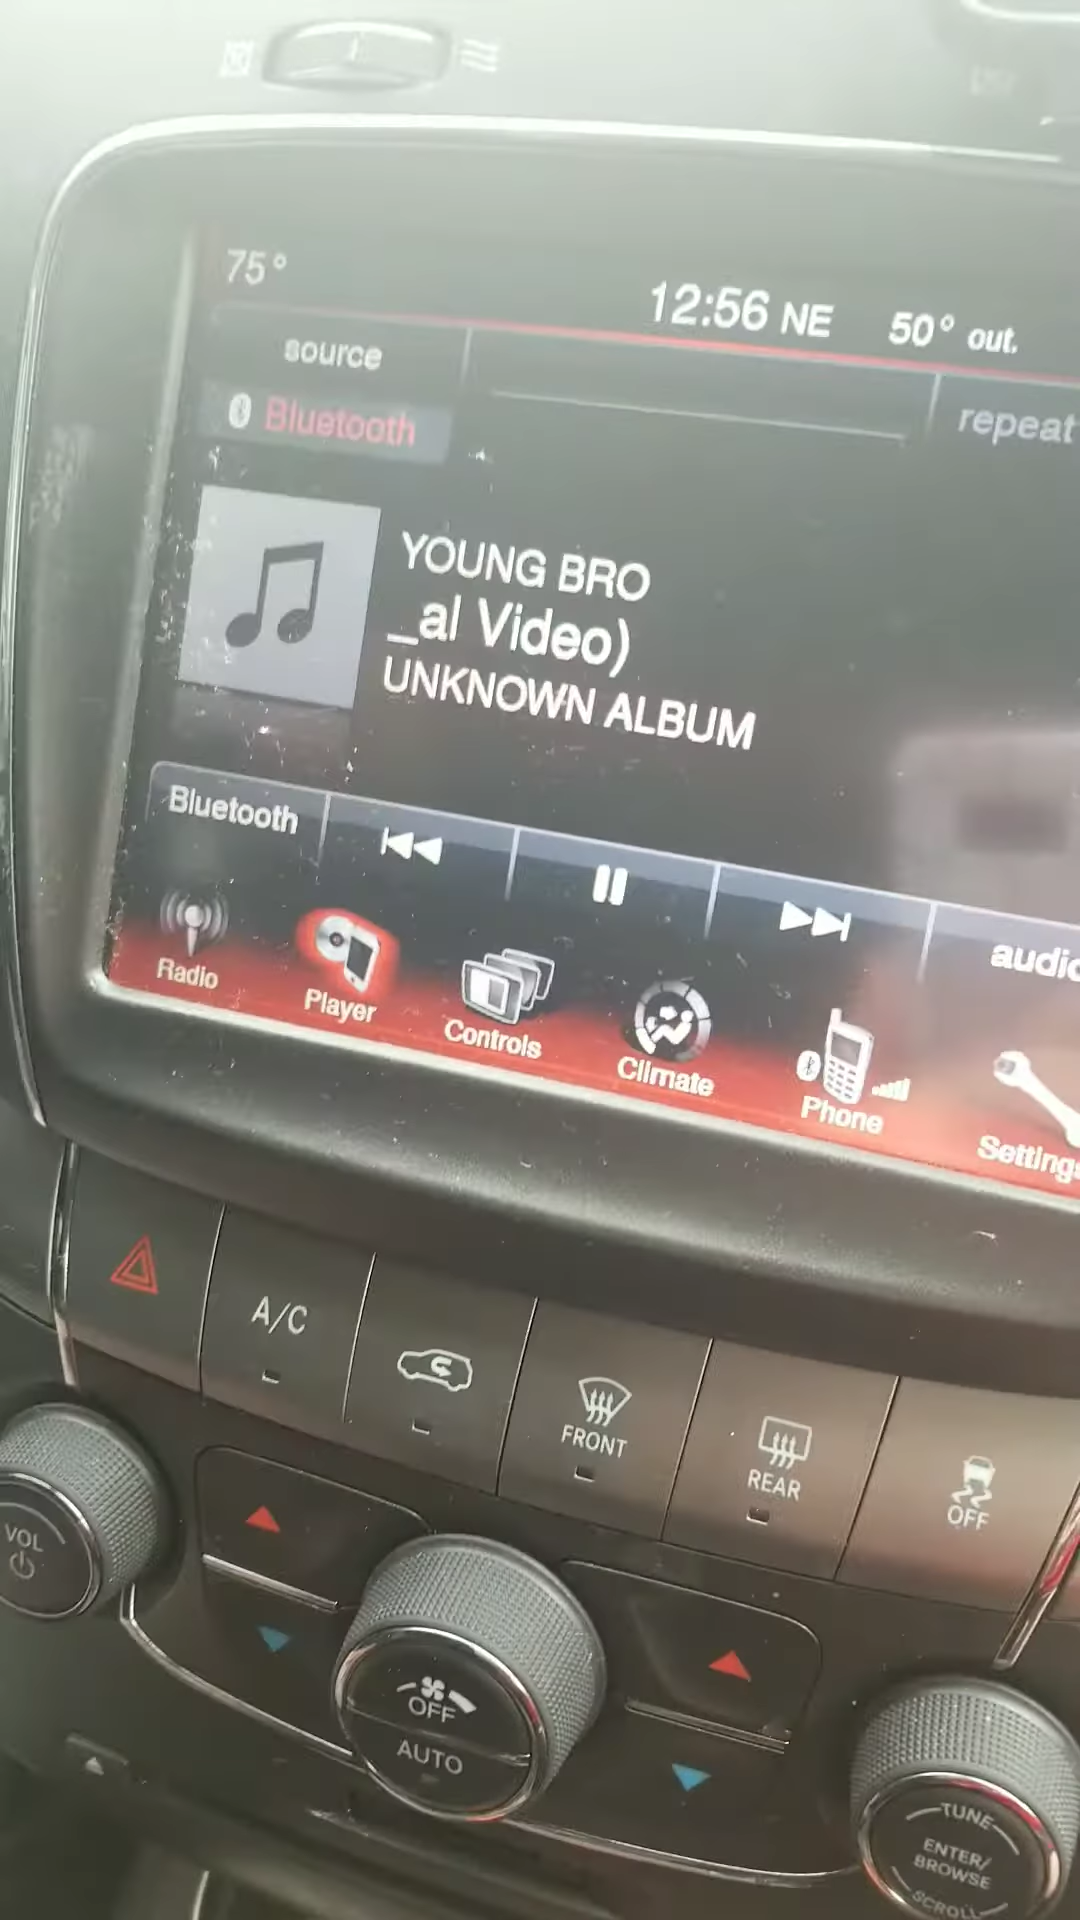 75°
12:56 NE 50° out.
source
Bluetooth
repeat
YOUNG BRO
_al Video)
UNKNOWN ALBUM
Bluetooth
audio
Radio
Player
Controls
Climate
Phone
Settings
A/C
FRONT
REAR
OFF
VOL
OFF
AUTO
TUNE
ENTER/
BROWSE
SCROLL